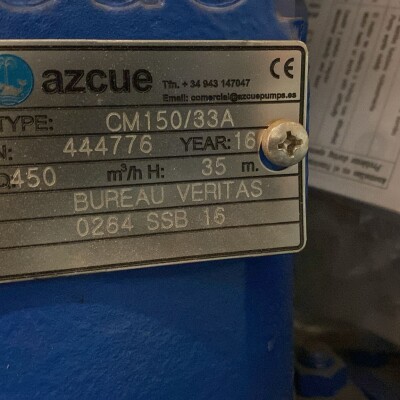 azcue
CE
Tfn. + 34 943 147047
Email: comercial@azcuepumps.es
TYPE: CM150/33A
N: 444776 YEAR: 16
Q: 450 m³/h H: 35 m.
BUREAU VERITAS
0264 SSB 16